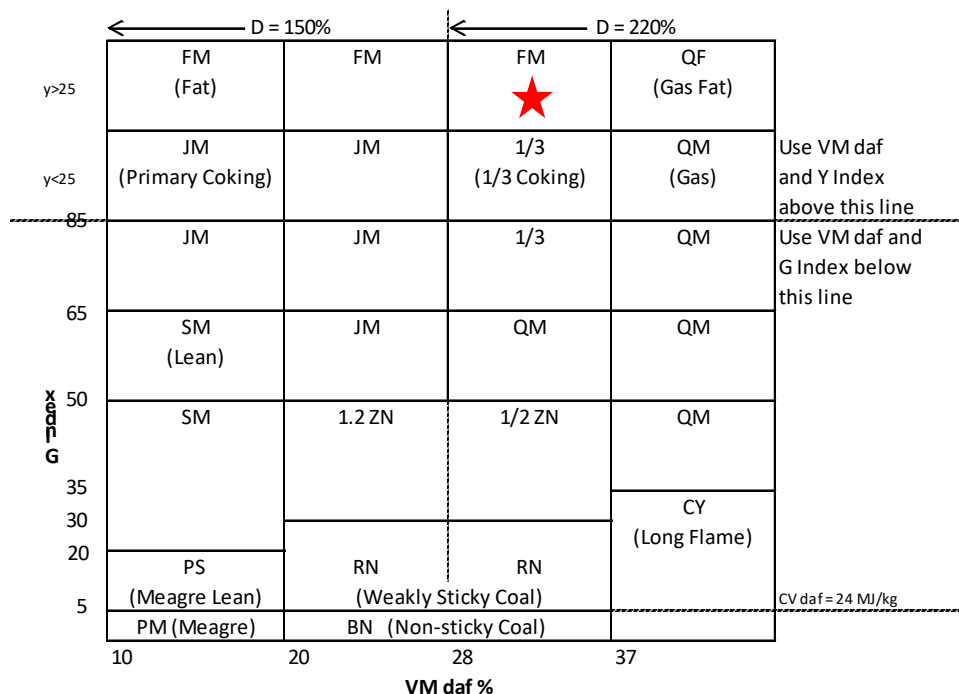 D = 150% D = 220%
FM FM FM QF
y>25 (Fat) (Gas Fat)
JM JM 1/3 QM Use VM daf
y<25 (Primary Coking) (1/3 Coking) (Gas) and Y Index
above this line
85
JM JM 1/3 QM Use VM daf and
G Index below
this line
65
SM JM QM QM
(Lean)
50
SM 1.2 ZN 1/2 ZN QM
G Index
35
CY
30
(Long Flame)
20
PS RN RN
(Meagre Lean) (Weakly Sticky Coal)
5 CV daf = 24 MJ/kg
PM (Meagre) BN (Non-sticky Coal)
10 20 28 37
VM daf %